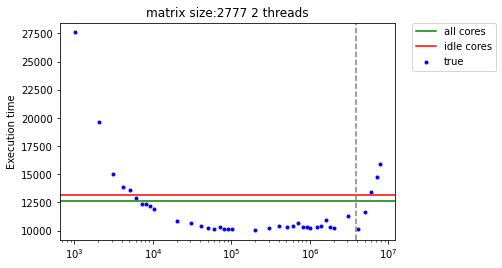 matrix size:2777 2 threads
Execution time
27500
25000
22500
20000
17500
15000
12500
10000
10³
10⁴
10⁵
10⁶
10⁷
all cores
idle cores
true